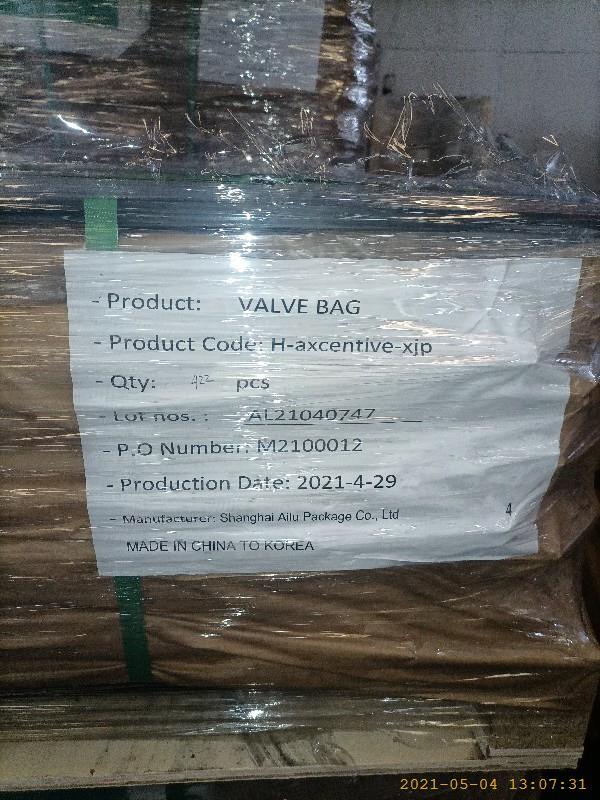 - Product: VALVE BAG
- Product Code: H-axcentive-xjp
- Qty: 422 pcs
- Lot nos. : AL21040747
- P.O Number: M2100012
- Production Date: 2021-4-29
- Manufacturer: Shanghai Ailu Package Co., Ltd
4
MADE IN CHINA TO KOREA
2021-05-04 13:07:31